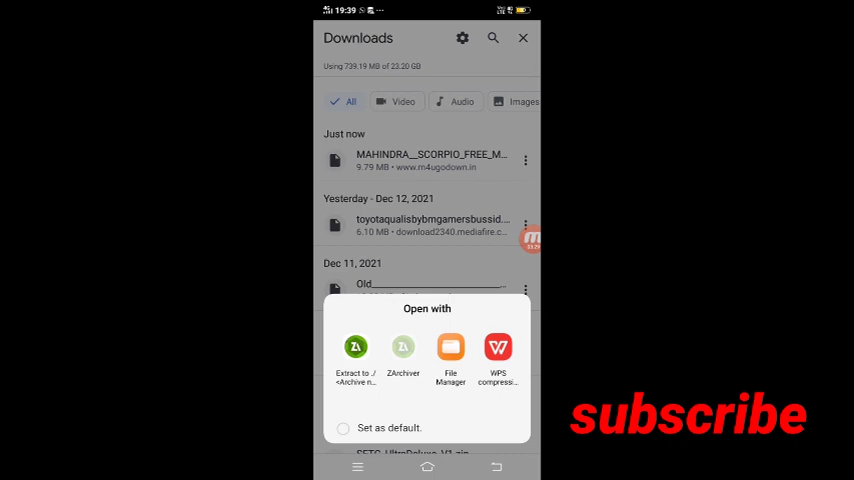 19:39
Downloads
Using 739.19 MB of 23.20 GB
All
Video
Audio
Images
Just now
MAHINDRA__SCORPIO_FREE_M...
9.79 MB • www.m4ugodown.in
Yesterday - Dec 12, 2021
toyotaqualisbybmgamersbussid....
6.10 MB • download2340.mediafire.c...
Dec 11, 2021
Old
Open with
Extract to ./
<Archive n...
ZArchiver
File
Manager
WPS
compressi...
Set as default.
subscribe